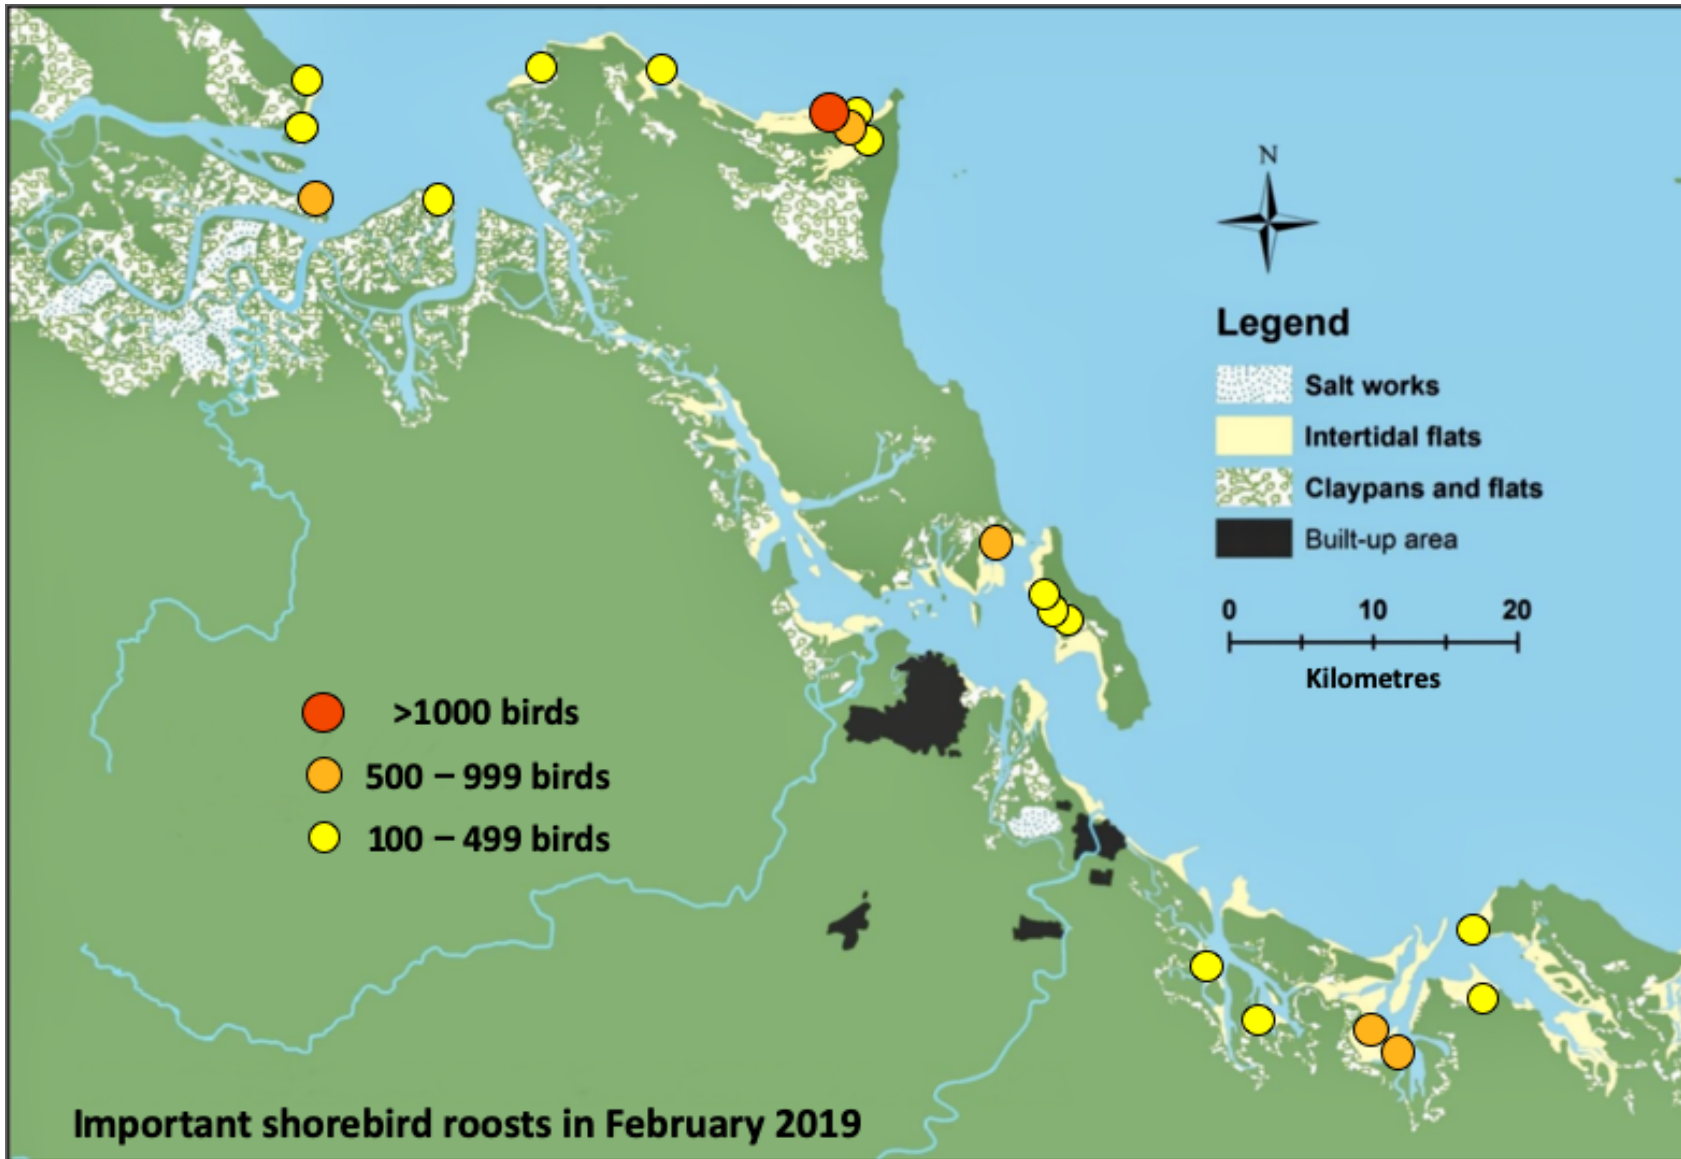 N
Legend
Salt works
Intertidal flats
Claypans and flats
Built-up area
0 10 20
Kilometres
>1000 birds
500 – 999 birds
100 – 499 birds
Important shorebird roosts in February 2019